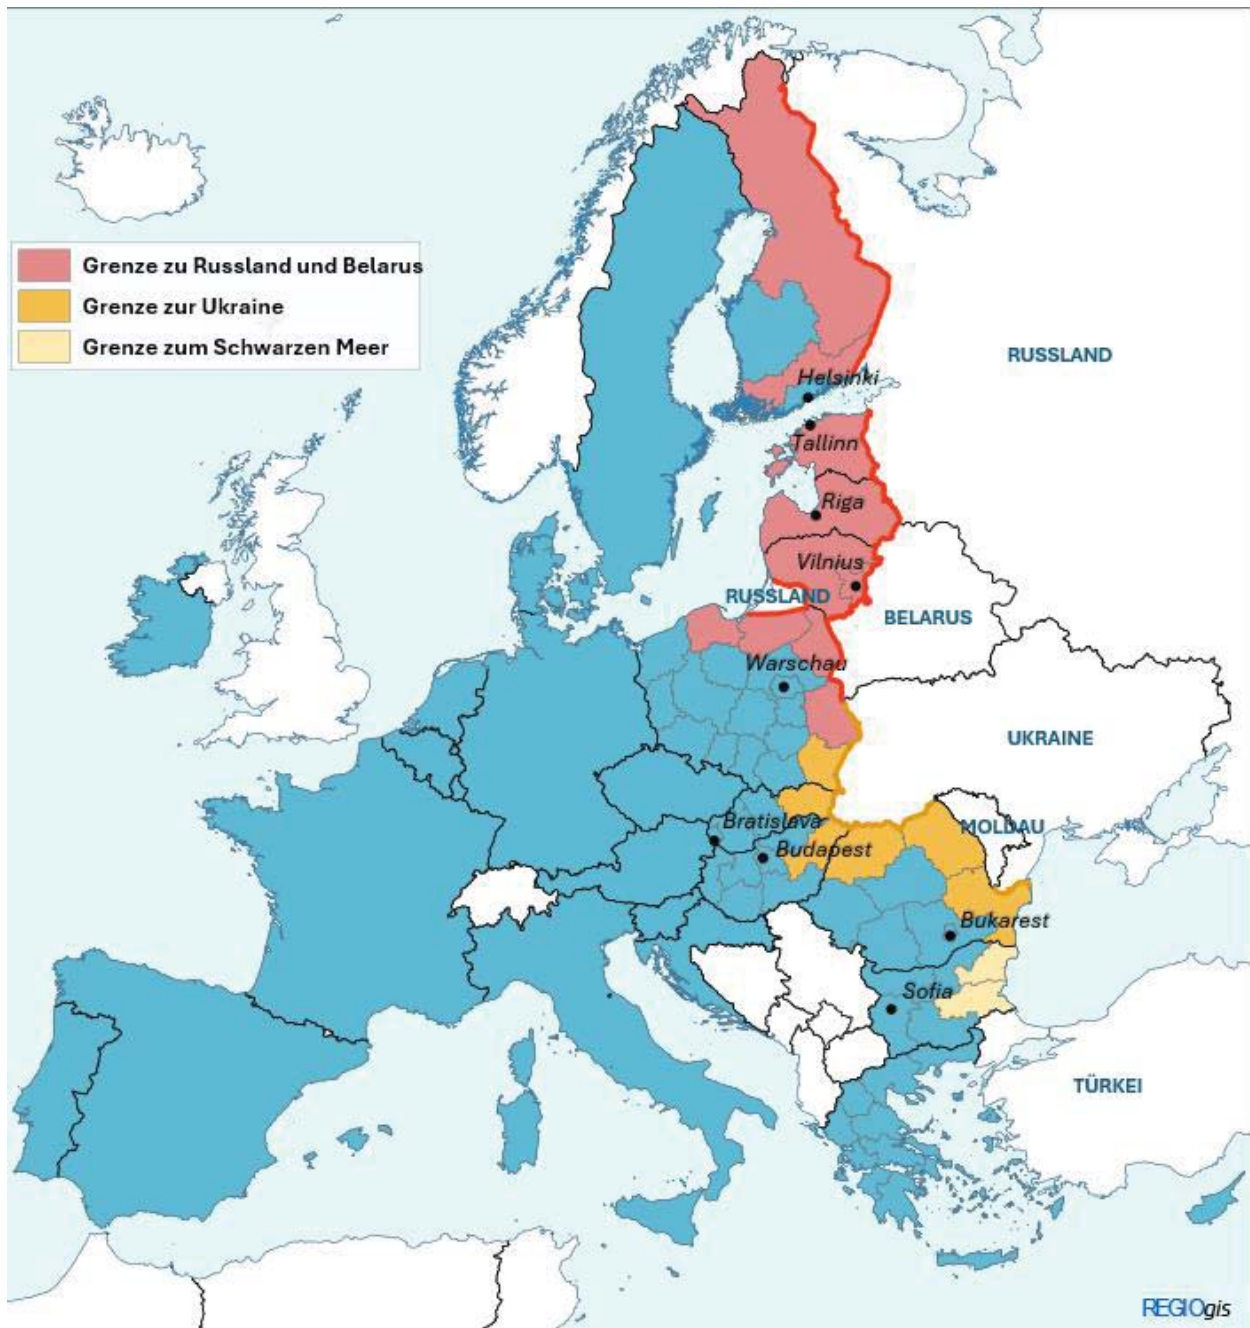 Grenze zu Russland und Belarus
Grenze zur Ukraine
Grenze zum Schwarzen Meer
RUSSLAND
Helsinki
Tallinn
Riga
Vilnius
RUSSLAND
BELARUS
Warschau
UKRAINE
Bratislava
MOLDAU
Budapest
Bukarest
Sofia
TÜRKEI
REGIOgis